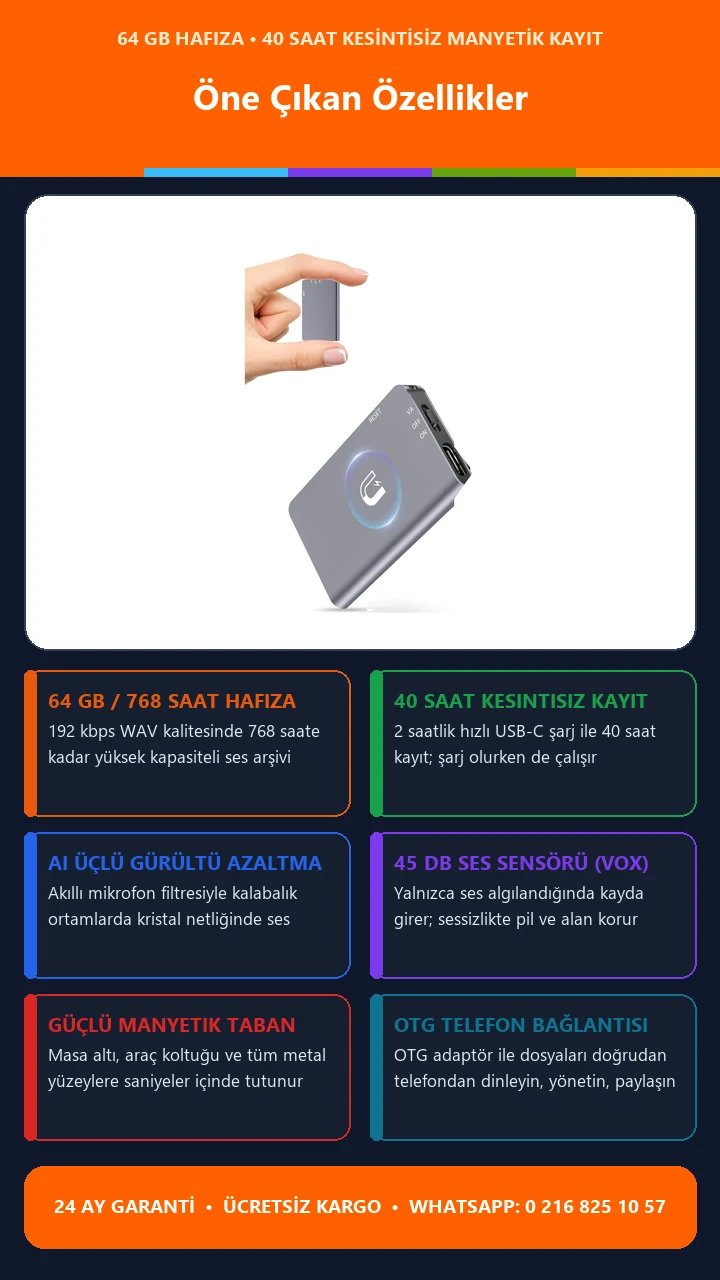 64 GB HAFIZA • 40 SAAT KESİNTİSİZ MANYETİK KAYIT
Öne Çıkan Özellikler
RESET
VA
OFF
ON
64 GB / 768 SAAT HAFIZA
192 kbps WAV kalitesinde 768 saate
kadar yüksek kapasiteli ses arşivi
40 SAAT KESINTISIZ KAYIT
2 saatlik hızlı USB-C şarj ile 40 saat
kayıt; şarj olurken de çalışır
AI ÜÇLÜ GÜRÜLTÜ AZALTMA
Akıllı mikrofon filtresiyle kalabalık
ortamlarda kristal netliğinde ses
45 DB SES SENSÖRÜ (VOX)
Yalnızca ses algılandığında kayda
girer; sessizlikte pil ve alan korur
GÜÇLÜ MANYETIK TABAN
Masa altı, araç koltuğu ve tüm metal
yüzeylere saniyeler içinde tutunur
OTG TELEFON BAĞLANTISI
OTG adaptör ile dosyaları doğrudan
telefondan dinleyin, yönetin, paylaşın
24 AY GARANTİ • ÜCRETSİZ KARGO • WHATSAPP: 0 216 825 10 57